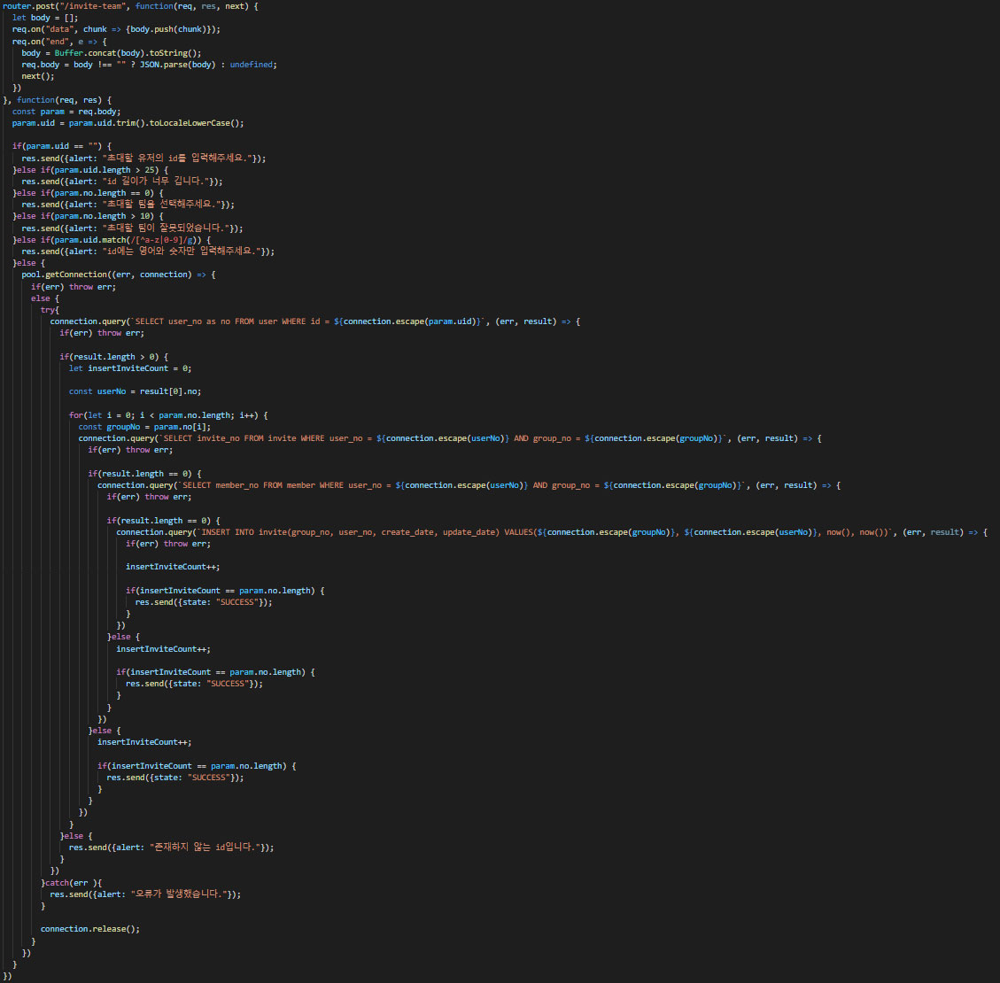 router.post("/invite-team", function(req, res, next) {
let body = [];
req.on("data", chunk => {body.push(chunk)});
req.on("end", e => {
body = Buffer.concat(body).toString();
req.body = body !== "" ? JSON.parse(body) : undefined;
next();
})
}, function(req, res) {
const param = req.body;
param.uid = param.uid.trim().toLocaleLowerCase();
if(param.uid == "") {
res.send({alert: "초대할 유저의 id를 입력해주세요."});
}else if(param.uid.length > 25) {
res.send({alert: "id 길이가 너무 깁니다."});
}else if(param.no.length == 0) {
res.send({alert: "초대할 팀을 선택해주세요."});
}else if(param.no.length > 10) {
res.send({alert: "초대할 팀이 잘못되었습니다."});
}else if(param.uid.match(/[^a-z|0-9]/g)) {
res.send({alert: "id에는 영어와 숫자만 입력해주세요."});
}else {
pool.getConnection((err, connection) => {
if(err) throw err;
else {
try{
connection.query(`SELECT user_no as no FROM user WHERE id = ${connection.escape(param.uid)}`, (err, result) => {
if(err) throw err;
if(result.length > 0) {
let insertInviteCount = 0;
const userNo = result[0].no;
for(let i = 0; i < param.no.length; i++) {
const groupNo = param.no[i];
connection.query(`SELECT invite_no FROM invite WHERE user_no = ${connection.escape(userNo)} AND group_no = ${connection.escape(groupNo)}`, (err, result) => {
if(err) throw err;
if(result.length == 0) {
connection.query(`SELECT member_no FROM member WHERE user_no = ${connection.escape(userNo)} AND group_no = ${connection.escape(groupNo)}`, (err, result) => {
if(err) throw err;
if(result.length == 0) {
connection.query(`INSERT INTO invite(group_no, user_no, create_date, update_date) VALUES(${connection.escape(groupNo)}, ${connection.escape(userNo)}, now(), now())`, (err, result) => {
if(err) throw err;
insertInviteCount++;
if(insertInviteCount == param.no.length) {
res.send({state: "SUCCESS"});
}
})
}else {
insertInviteCount++;
if(insertInviteCount == param.no.length) {
res.send({state: "SUCCESS"});
}
}
})
}else {
insertInviteCount++;
if(insertInviteCount == param.no.length) {
res.send({state: "SUCCESS"});
}
}
})
}
}else {
res.send({alert: "존재하지 않는 id입니다."});
}
})
}catch(err ){
res.send({alert: "오류가 발생했습니다."});
}
connection.release();
}
})
}
})